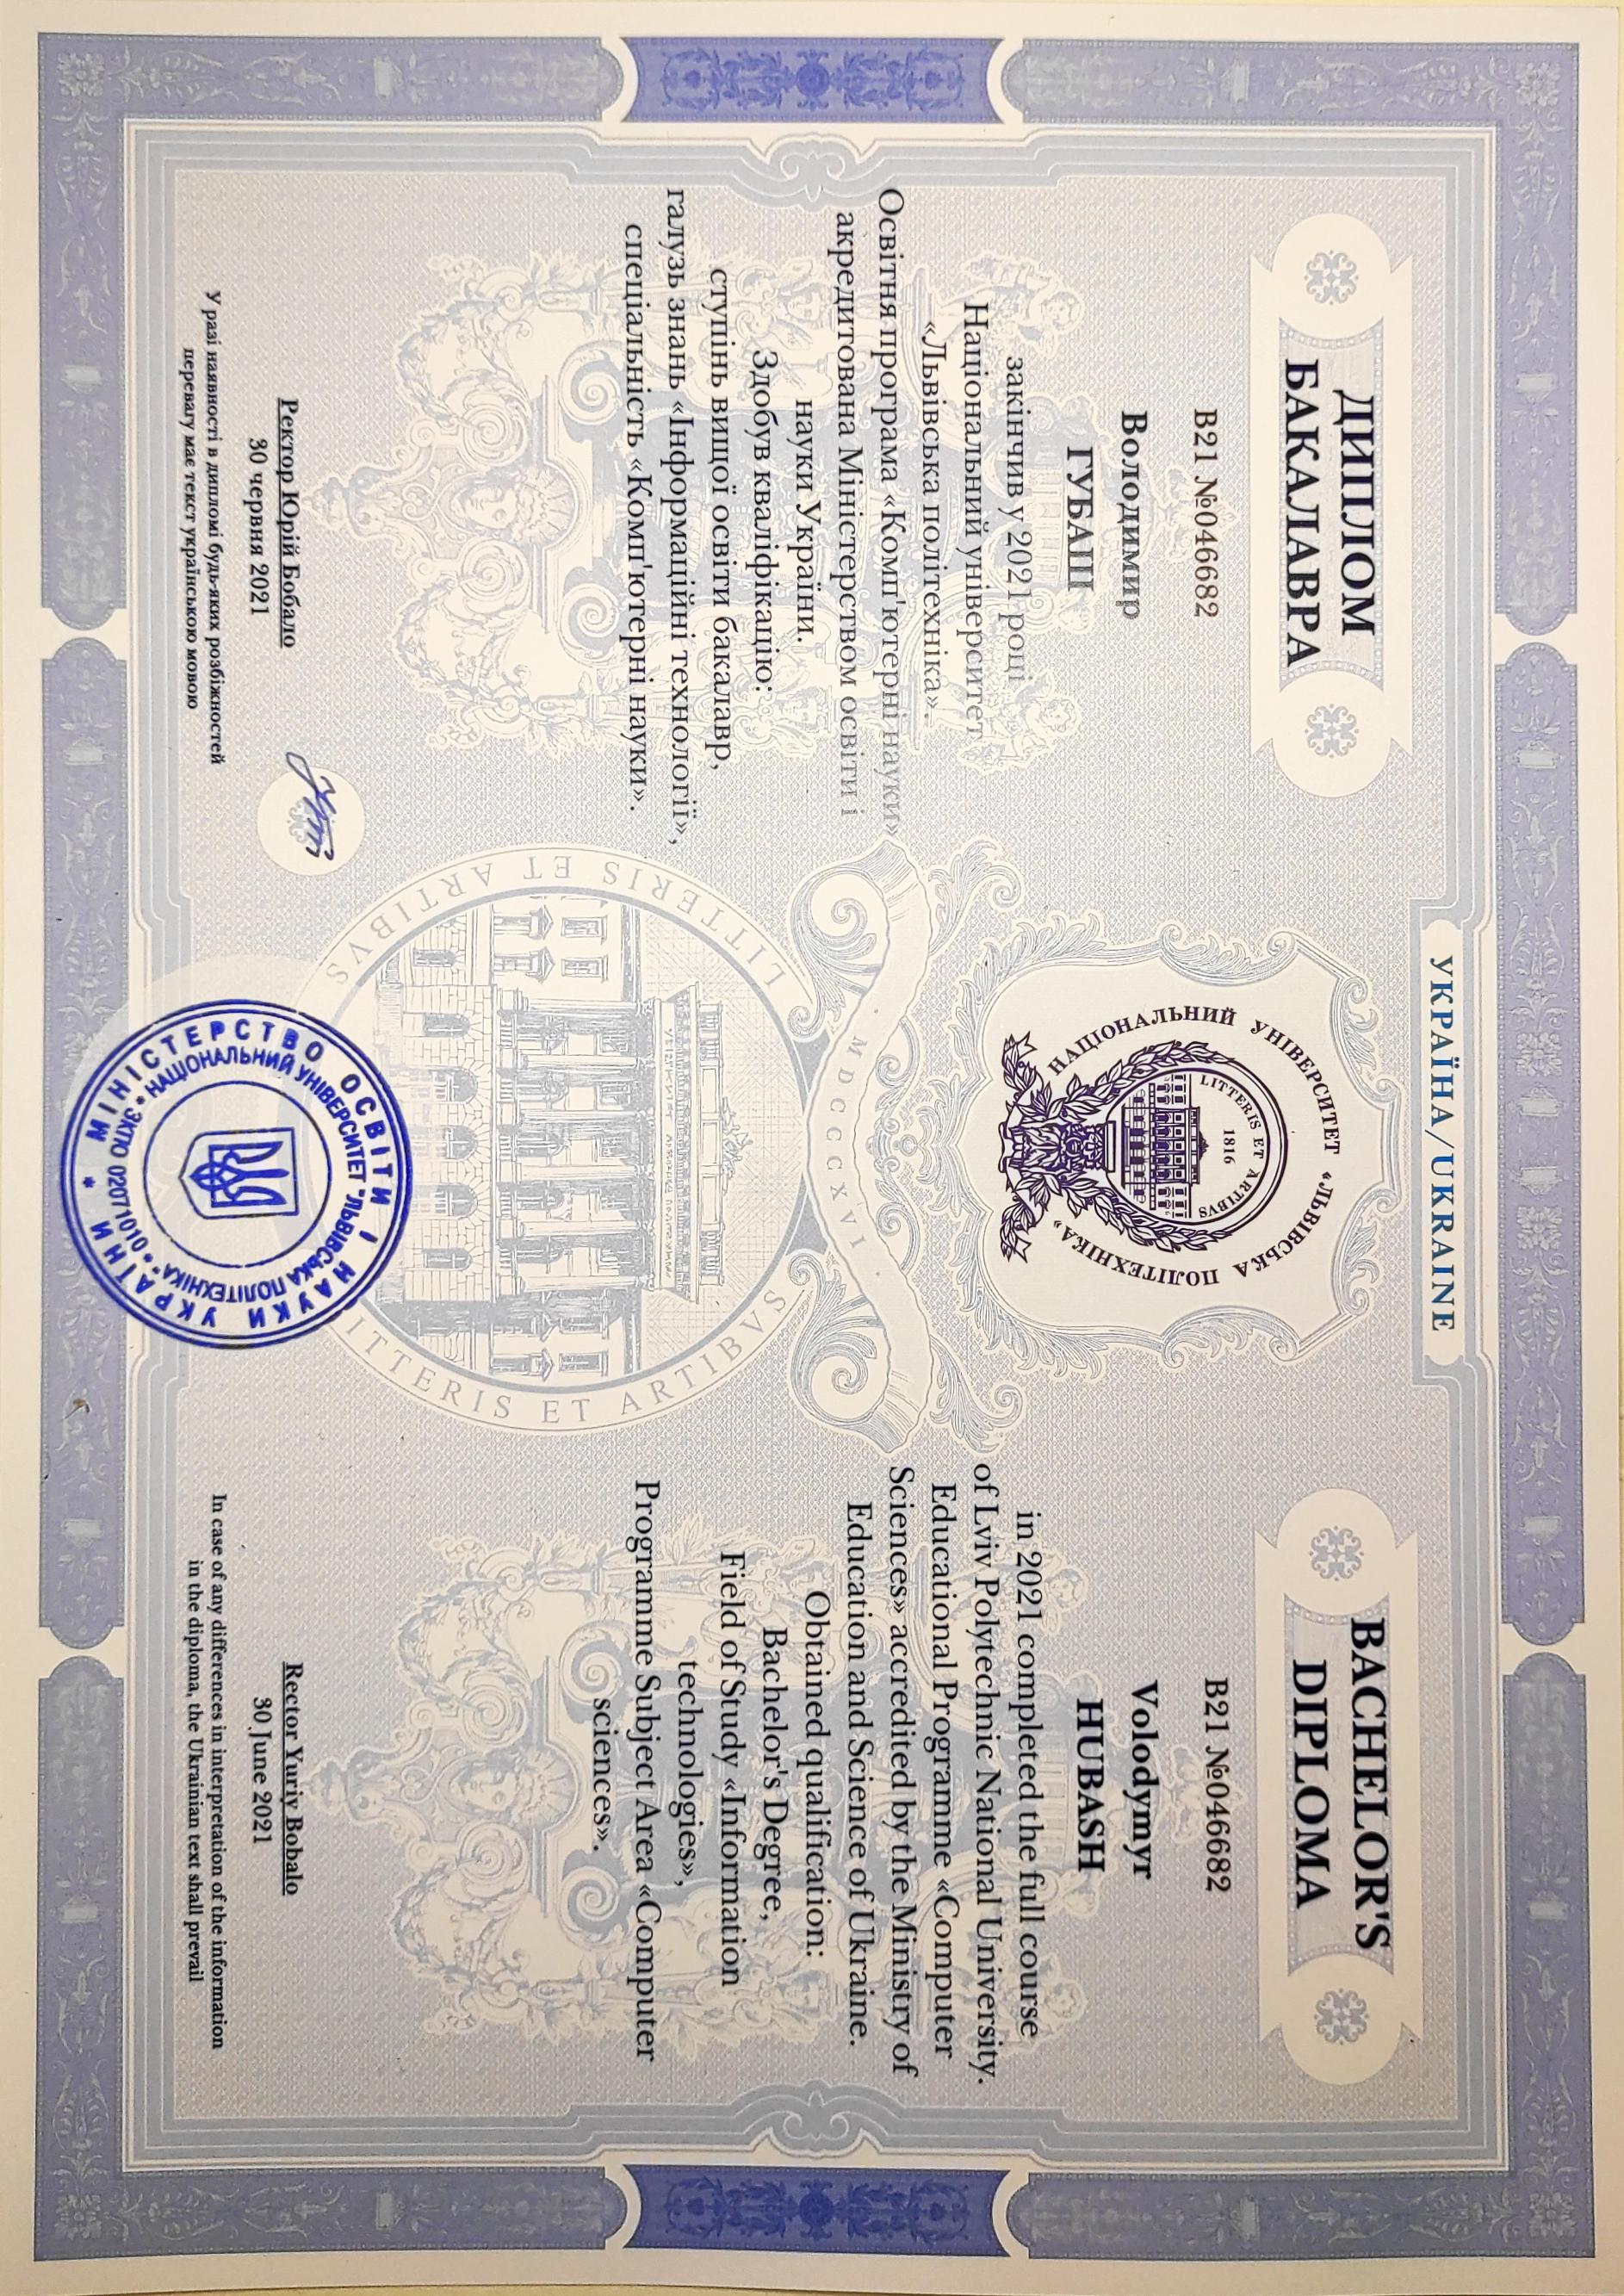 УКРАЇНА/UKRAINE
ДИПЛОМ
БАКАЛАВРА
B21 №046682
Володимир
ГУБАШ
закінчив у 2021 році
Національний університет
«Львівська політехніка».
Освітня програма «Комп'ютерні науки»
акредитована Міністерством освіти і
науки України.
Здобув кваліфікацію:
ступінь вищої освіти бакалавр,
галузь знань «Інформаційні технології»,
спеціальність «Комп'ютерні науки».
Ректор Юрій Бобало
30 червня 2021
У разі наявності в дипломі будь-яких розбіжностей
перевагу має текст українською мовою
НАЦІОНАЛЬНИЙ УНІВЕРСИТЕТ "ЛЬВІВСЬКА ПОЛІТЕХНІКА"
LITTERIS ET ARTIBVS
1816
MDCCCXVI
LITTERIS ET ARTIBVS
LITTERIS ET ARTIBVS
МІНІСТЕРСТВО ОСВІТИ І НАУКИ УКРАЇНИ *
* НАЦІОНАЛЬНИЙ УНІВЕРСИТЕТ "ЛЬВІВСЬКА ПОЛІТЕХНІКА" *
02071010
BACHELOR'S
DIPLOMA
B21 №046682
Volodymyr
HUBASH
in 2021 completed the full course
of Lviv Polytechnic National University.
Educational Programme «Computer
Sciences» accredited by the Ministry of
Education and Science of Ukraine.
Obtained qualification:
Bachelor's Degree,
Field of Study «Information
technologies»,
Programme Subject Area «Computer
sciences».
Rector Yuriy Bobalo
30 June 2021
In case of any differences in interpretation of the information
in the diploma, the Ukrainian text shall prevail